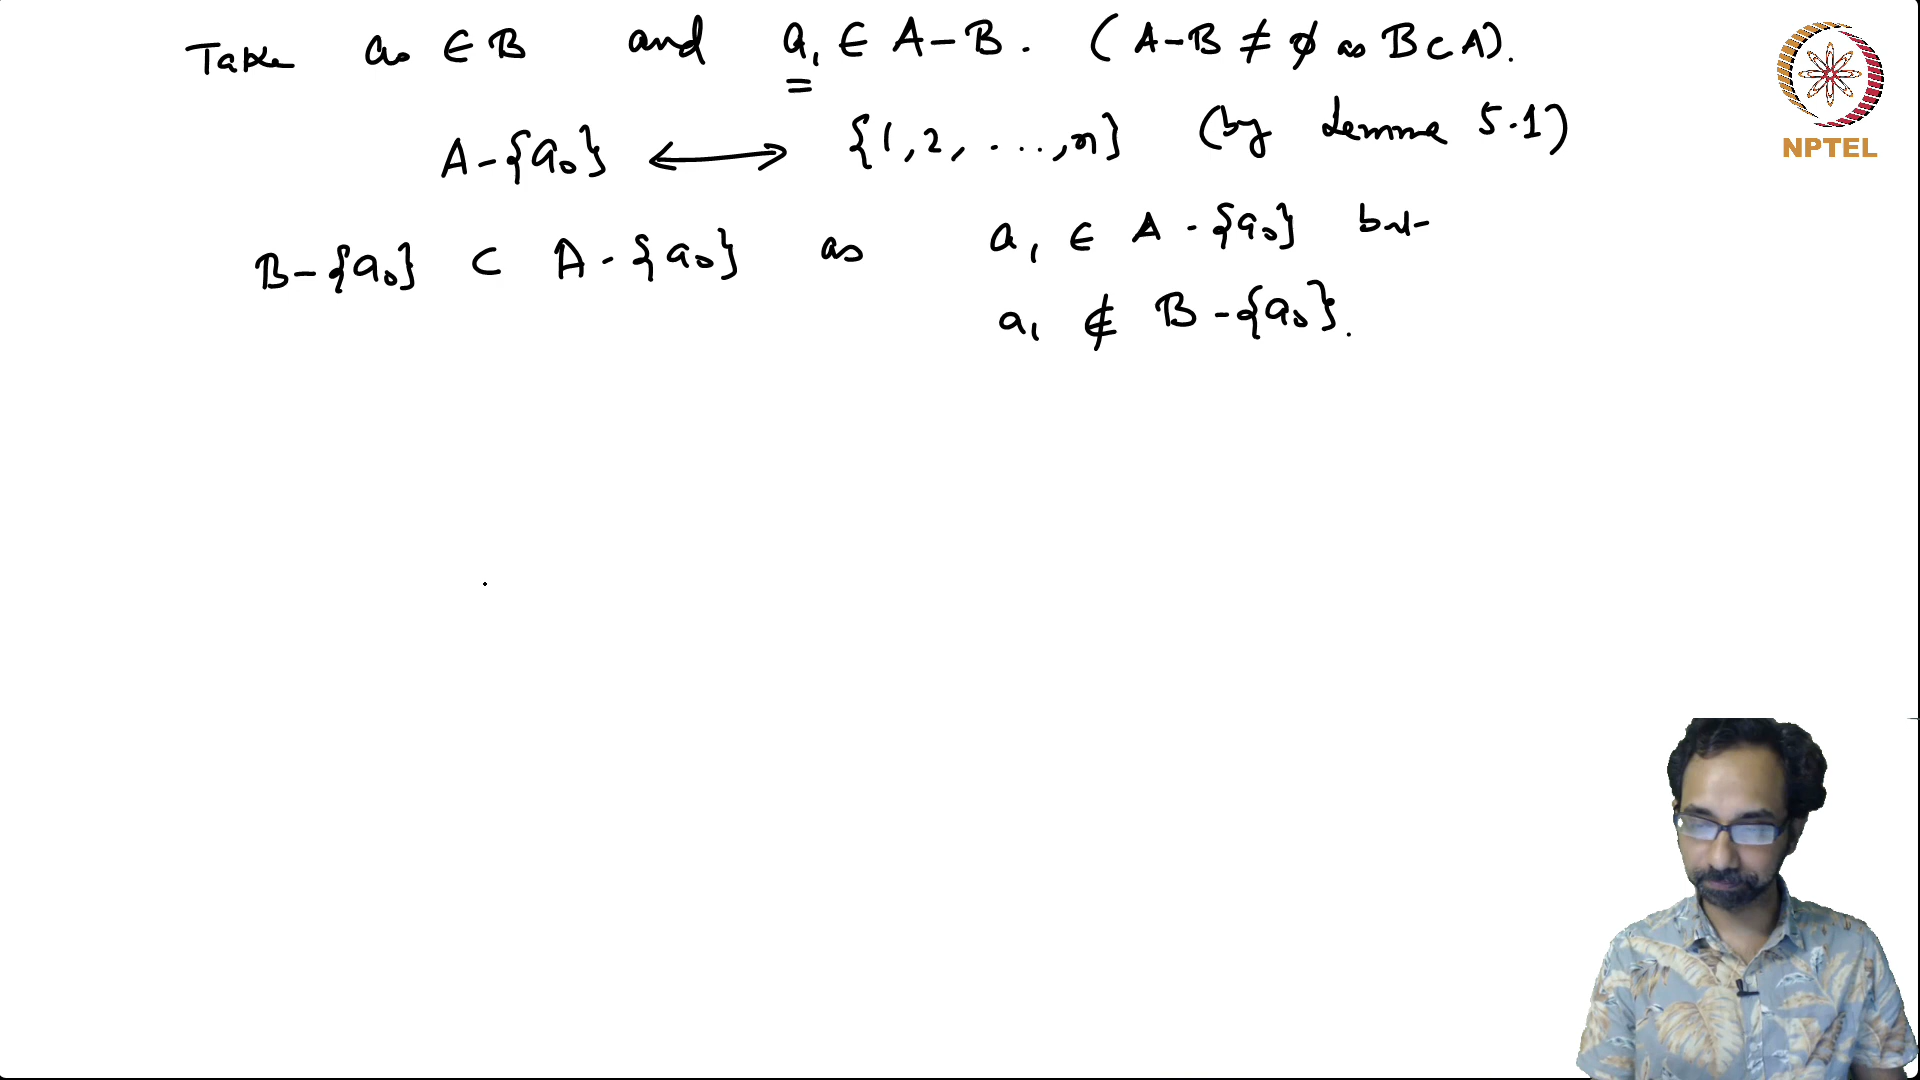 Take a₀ ∈ B and a₁ ∈ A - B. (A - B ≠ ∅ as B ⊂ A).
A - {a₀} ⟷ {1, 2, ..., n} (by Lemma 5.1)
B - {a₀} ⊂ A - {a₀} as a₁ ∈ A - {a₀} but
a₁ ∉ B - {a₀}.
NPTEL